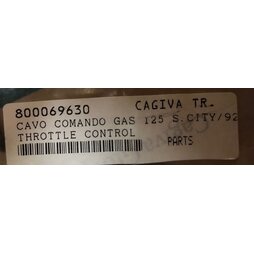 800069630 CAGIVA TR.
CAVO COMANDO GAS 125 S.CITY/92
THROTTLE CONTROL
PARTS